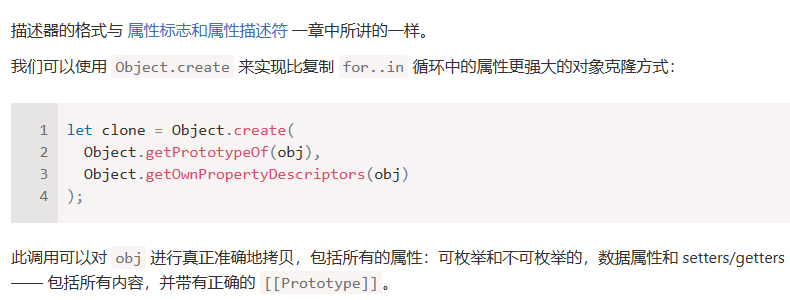 描述器的格式与 属性标志和属性描述符 一章中所讲的一样。
我们可以使用 Object.create 来实现比复制 for..in 循环中的属性更强大的对象克隆方式：
1 let clone = Object.create(
2   Object.getPrototypeOf(obj),
3   Object.getOwnPropertyDescriptors(obj)
4 );
此调用可以对 obj 进行真正准确地拷贝，包括所有的属性：可枚举和不可枚举的，数据属性和 setters/getters
—— 包括所有内容，并带有正确的 [[Prototype]]。